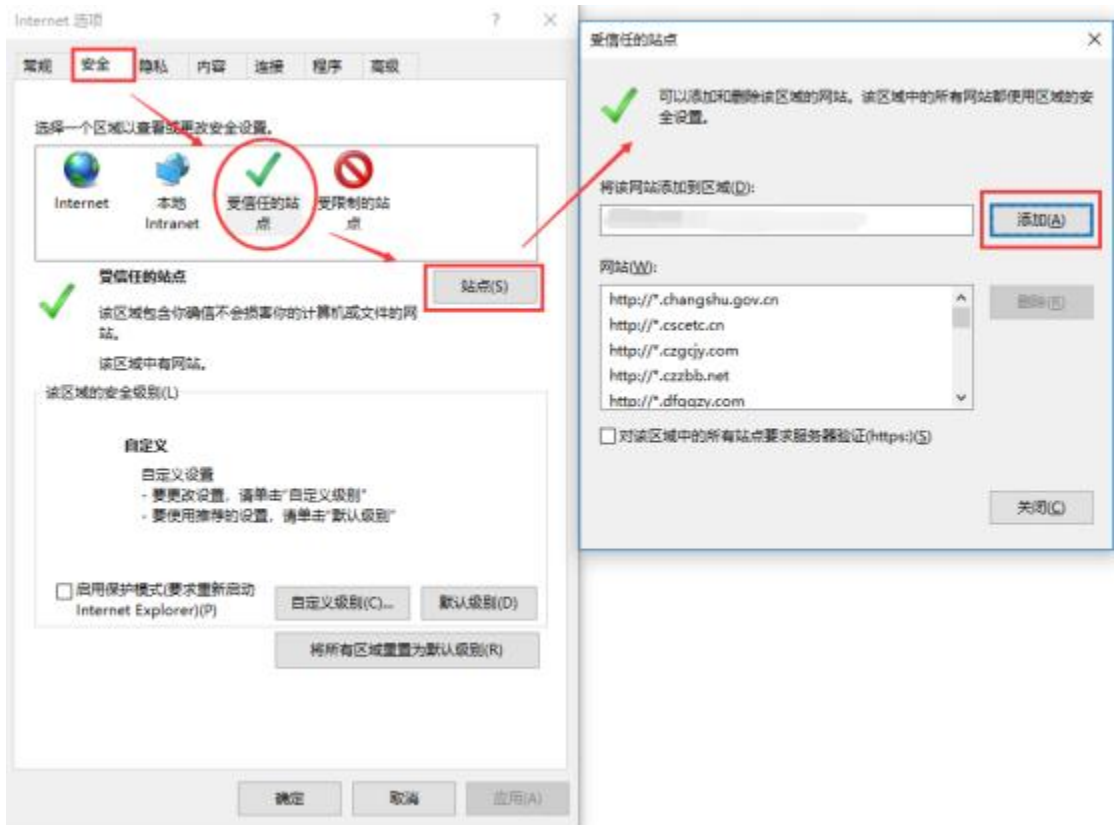 Internet 选项
常规 安全 隐私 内容 连接 程序 高级
选择一个区域以查看或更改安全设置。
Internet
本地
Intranet
受信任的站
点
受限制的站
点
受信任的站点
站点(S)
该区域包含你确信不会损害你的计算机或文件的网
站。
该区域中有网站。
该区域的安全级别(L)
自定义
自定义设置
- 要更改设置，请单击"自定义级别"
- 要使用推荐的设置，请单击"默认级别"
启用保护模式(要求重新启动
Internet Explorer)(P)
自定义级别(C)...
默认级别(D)
将所有区域重置为默认级别(R)
确定
取消
应用(A)
受信任的站点
可以添加和删除该区域的网站。该区域中的所有网站都使用区域的安
全设置。
将该网站添加到区域(D):
添加(A)
网站(W):
http://*.changshu.gov.cn
http://*.cscetc.cn
http://*.czgcjy.com
http://*.czzbb.net
http://*.dfggzy.com
删除(R)
对该区域中的所有站点要求服务器验证(https:)(S)
关闭(C)